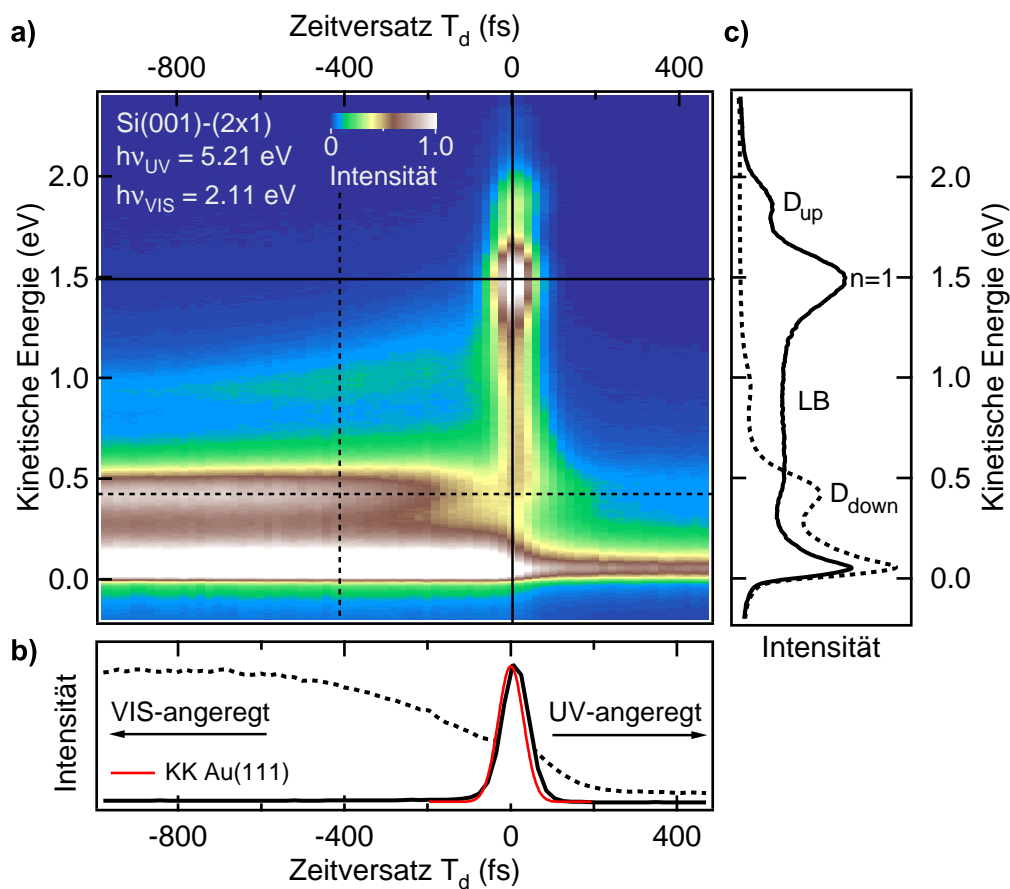 a)
Zeitversatz T_d (fs)
-800 -400 0 400
Si(001)-(2x1)
hν_UV = 5.21 eV
hν_VIS = 2.11 eV
0 1.0
Intensität
Kinetische Energie (eV)
2.0
1.5
1.0
0.5
0.0
c)
D_up
n=1
LB
D_down
2.0
1.5
1.0
0.5
0.0
Kinetische Energie (eV)
Intensität
b)
Intensität
VIS-angeregt
UV-angeregt
KK Au(111)
-800 -400 0 400
Zeitversatz T_d (fs)